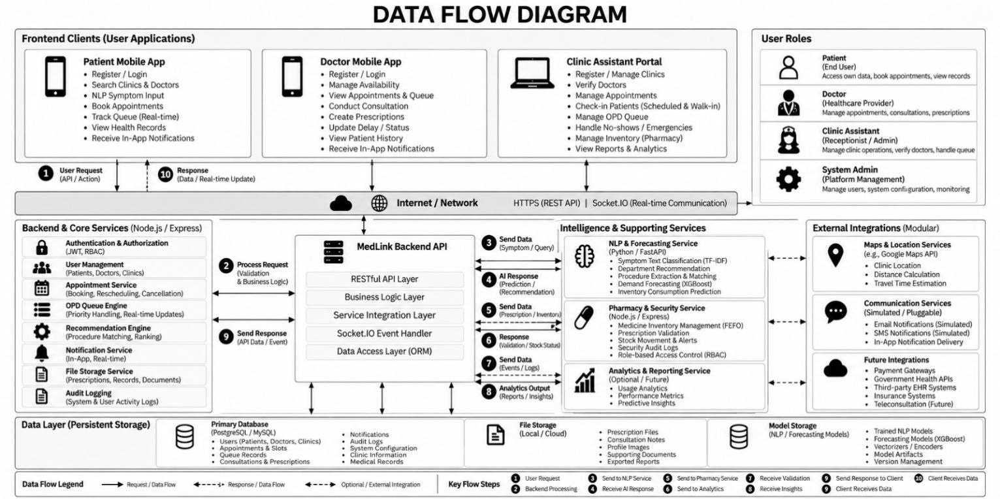 DATA FLOW DIAGRAM
Frontend Clients (User Applications)
Patient Mobile App
• Register / Login
• Search Clinics & Doctors
• NLP Symptom Input
• Book Appointments
• Track Queue (Real-time)
• View Health Records
• Receive In-App Notifications
Doctor Mobile App
• Register / Login
• Manage Availability
• View Appointments & Queue
• Conduct Consultation
• Create Prescriptions
• Update Delay / Status
• View Patient History
• Receive In-App Notifications
Clinic Assistant Portal
• Register / Manage Clinics
• Verify Doctors
• Manage Appointments
• Check-in Patients (Scheduled & Walk-in)
• Manage OPD Queue
• Handle No-shows / Emergencies
• Manage Inventory (Pharmacy)
• View Reports & Analytics
User Roles
Patient
(End User)
Access own data, book appointments, view records
Doctor
(Healthcare Provider)
Manage appointments, consultations, prescriptions
Clinic Assistant
(Receptionist / Admin)
Manage clinic operations, verify doctors, handle queue
System Admin
(Platform Management)
Manage users, system configuration, monitoring
1 User Request
(API / Action)
10 Response
(Data / Real-time Update)
Internet / Network HTTPS (REST API) | Socket.IO (Real-time Communication)
Backend & Core Services (Node.js / Express)
Authentication & Authorization
(JWT, RBAC)
User Management
(Patients, Doctors, Clinics)
Appointment Service
(Booking, Rescheduling, Cancellation)
OPD Queue Engine
(Priority Handling, Real-time Updates)
Recommendation Engine
(Procedure Matching, Ranking)
Notification Service
(In-App, Real-time)
File Storage Service
(Prescriptions, Records, Documents)
Audit Logging
(System & User Activity Logs)
2 Process Request
(Validation
& Business Logic)
9 Send Response
(API Data / Event)
MedLink Backend API
RESTful API Layer
Business Logic Layer
Service Integration Layer
Socket.IO Event Handler
Data Access Layer (ORM)
3 Send Data
(Symptom / Query)
4 AI Response
(Prediction /
(Recommendation)
5 Send Data
(Prescription / Inventory)
6 Response
(Validation / Stock Status)
7 Send Data
(Events / Logs)
8 Analytics Output
(Reports / Insights)
Intelligence & Supporting Services
NLP & Forecasting Service
(Python / FastAPI)
• Symptom Text Classification (TF-IDF)
• Department Recommendation
• Procedure Extraction & Matching
• Demand Forecasting (XGBoost)
• Inventory Consumption Prediction
Pharmacy & Security Service
(Node.js / Express)
• Medicine Inventory Management (FEFO)
• Prescription Validation
• Stock Movement & Alerts
• Security Audit Logs
• Role-based Access Control (RBAC)
Analytics & Reporting Service
(Optional / Future)
• Usage Analytics
• Performance Metrics
• Predictive Insights
External Integrations (Modular)
Maps & Location Services
(e.g., Google Maps API)
• Clinic Location
• Distance Calculation
• Travel Time Estimation
Communication Services
(Simulated / Pluggable)
• Email Notifications (Simulated)
• SMS Notifications (Simulated)
• In-App Notification Delivery
Future Integrations
• Payment Gateways
• Government Health APIs
• Third-party EHR Systems
• Insurance Systems
• Teleconsultation (Future)
Data Layer (Persistent Storage)
Primary Database
(PostgreSQL / MySQL)
• Users (Patients, Doctors, Clinics)
• Appointments & Slots
• Queue Records
• Consultations & Prescriptions
• Notifications
• Audit Logs
• System Configuration
• Clinic Information
• Medical Records
File Storage
(Local / Cloud)
• Prescription Files
• Consultation Notes
• Profile Images
• Supporting Documents
• Exported Reports
Model Storage
(NLP / Forecasting Models)
• Trained NLP Models
• Forecasting Models (XGBoost)
• Vectorizers / Encoders
• Model Artifacts
• Version Management
Data Flow Legend Request / Data Flow Response / Data Flow Optional / External Integration
Key Flow Steps
1 User Request 3 Send to NLP Service 5 Send to Pharmacy Service 7 Receive Validation 9 Send Response to Client 10 Client Receives Data
2 Backend Processing 4 Receive AI Response 6 Send to Analytics 8 Receive Insights 9 Client Receives Data